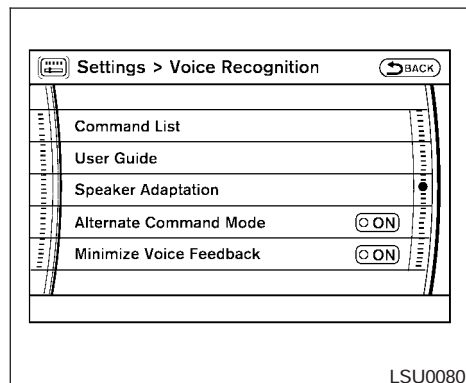 Settings > Voice Recognition BACK
Command List
User Guide
Speaker Adaptation
Alternate Command Mode ON
Minimize Voice Feedback ON
LSU0080